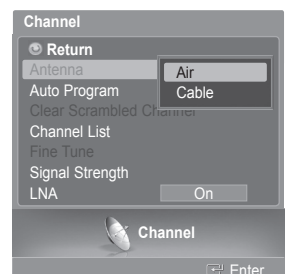 Channel
Return
Antenna
Air
Auto Program
Cable
Clear Scrambled Channel
Channel List
Fine Tune
Signal Strength
LNA On
Channel
Enter